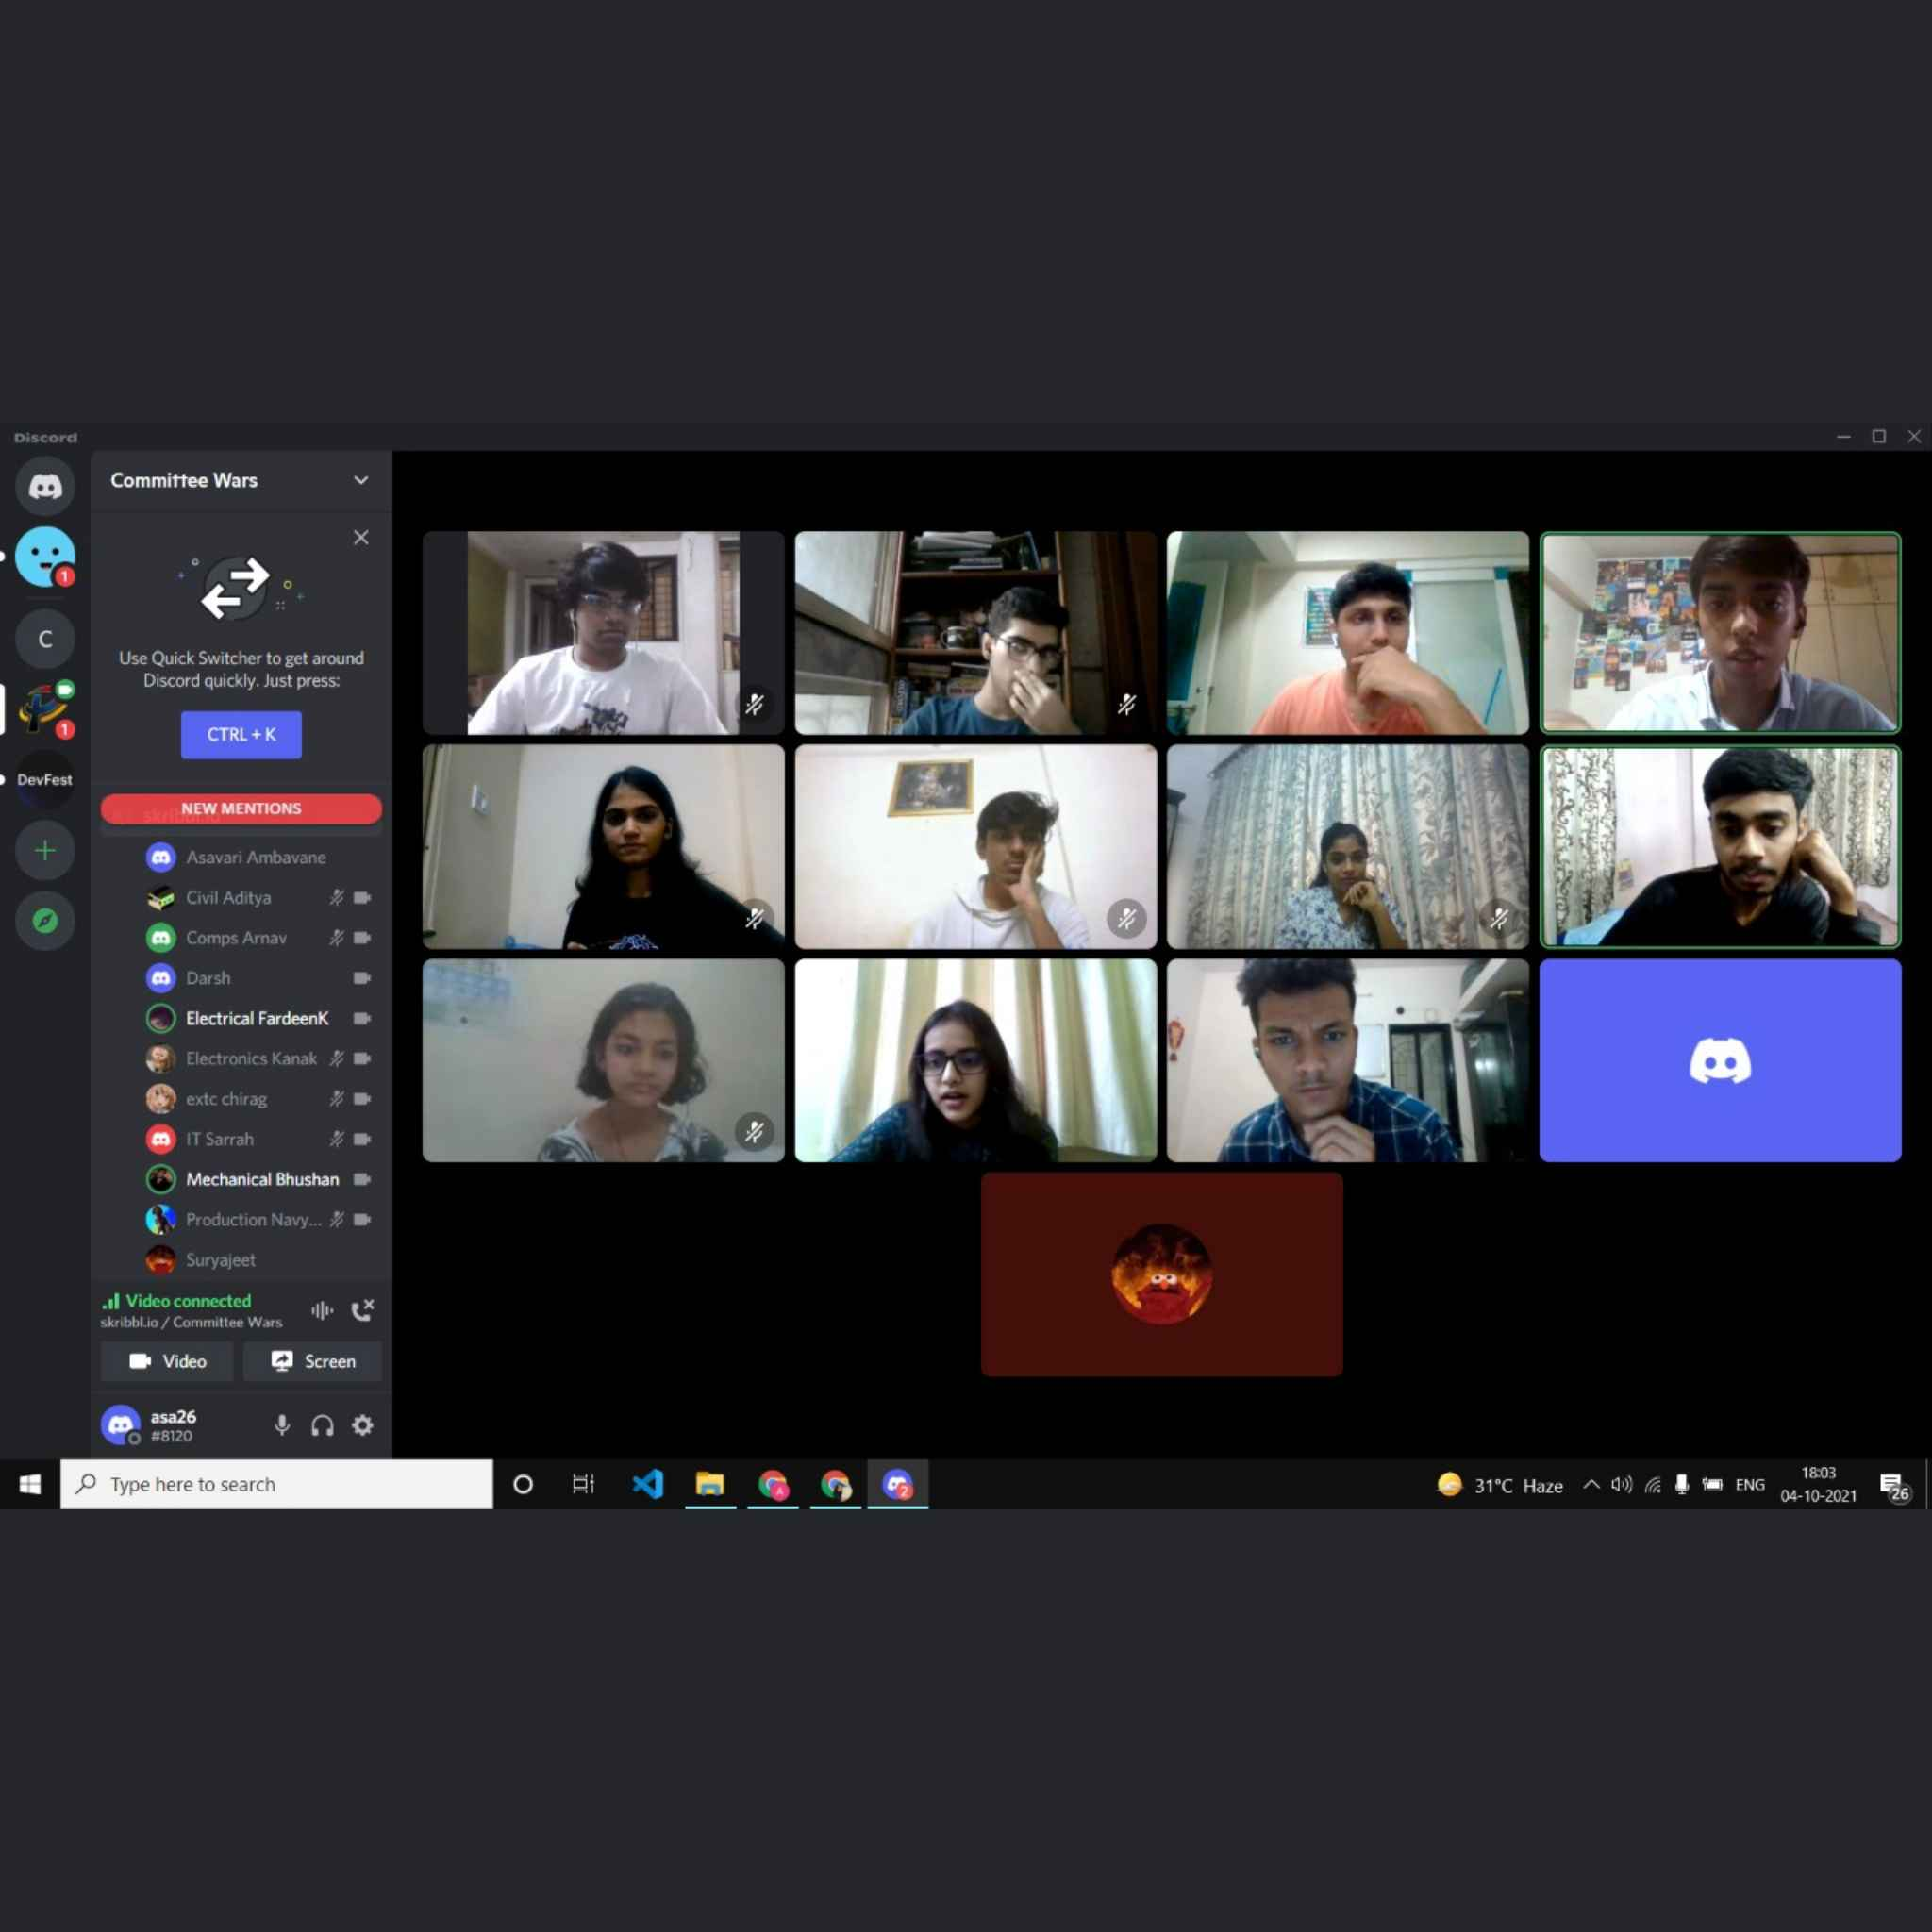 Discord
Committee Wars
Use Quick Switcher to get around
Discord quickly. Just press:
CTRL + K
C
DevFest
NEW MENTIONS
Asavari Ambavane
Civil Aditya
Comps Arnav
Darsh
Electrical FardeenK
Electronics Kanak
extc chirag
IT Sarrah
Mechanical Bhushan
Production Navy...
Suryajeet
Video connected
skribbl.io / Committee Wars
Video
Screen
asa26
#8120
1
1
Type here to search
A
2
31°C Haze
ENG
18:03
04-10-2021
26